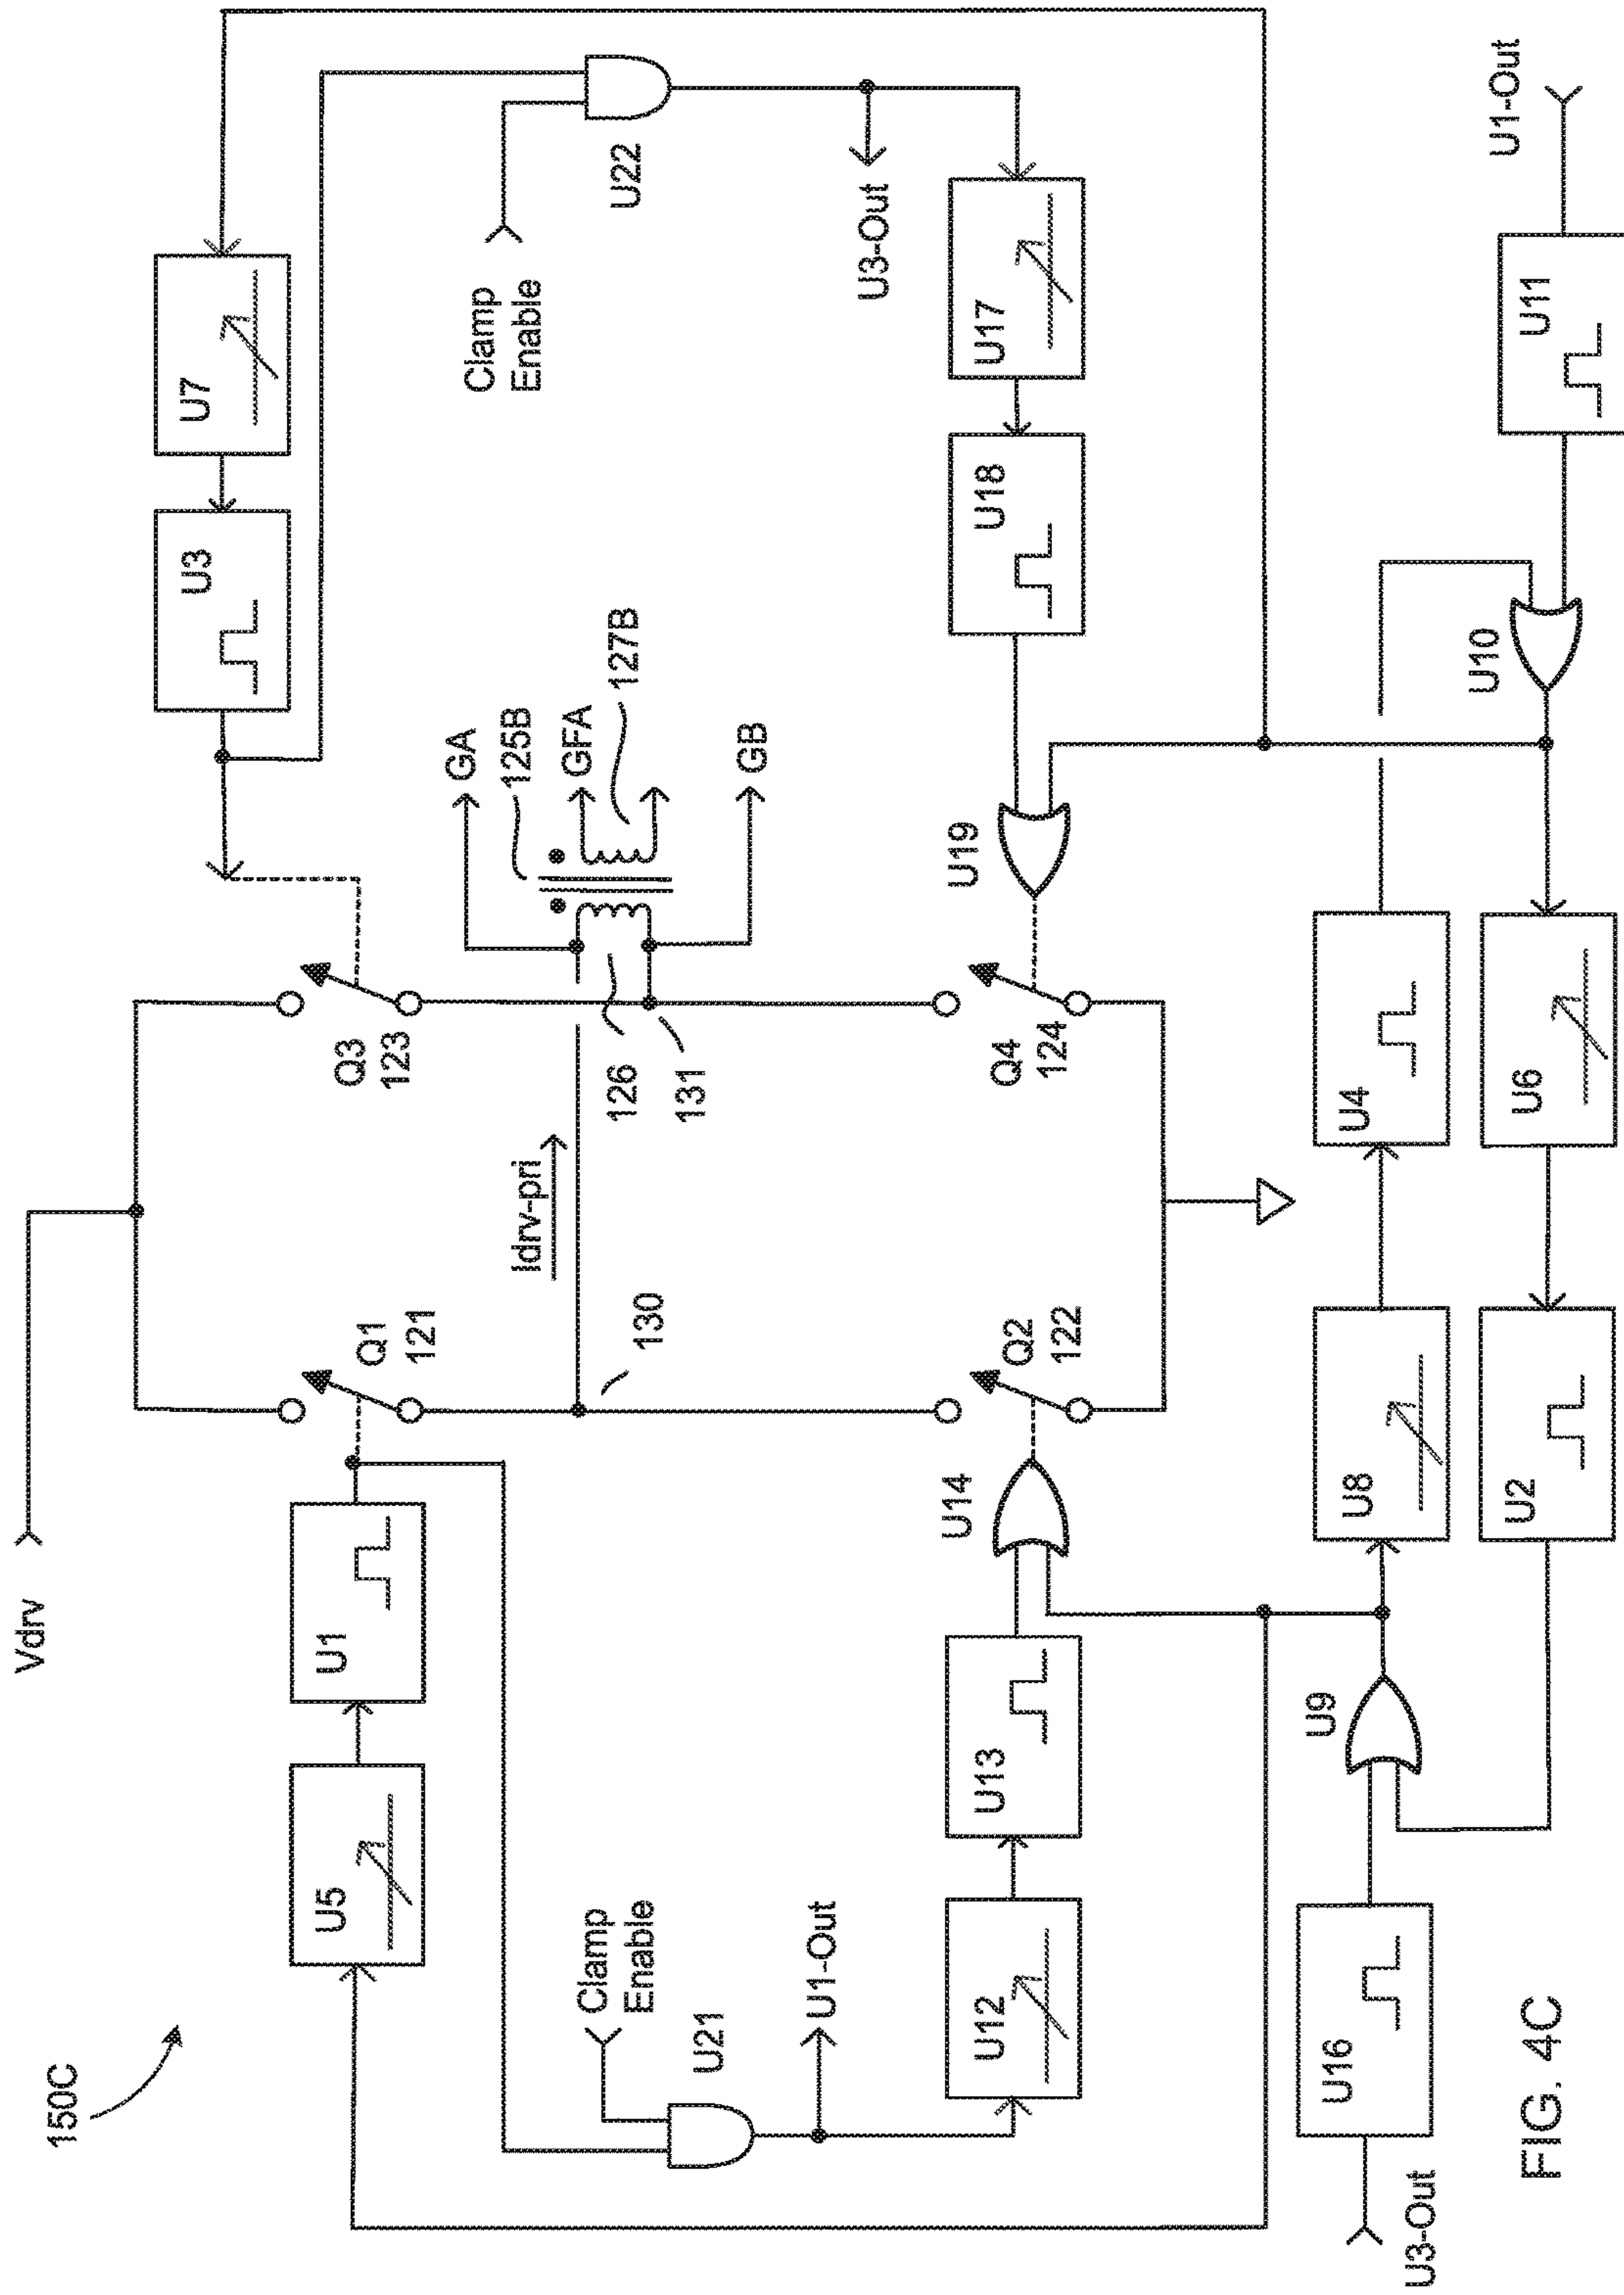 150C
Vdrv
U5
U1
Q1
121
Q3
123
U3
U7
Clamp
Enable
U21
U1-Out
Idrv-pri
130
126
131
GA
125B
GFA
127B
GB
Clamp
Enable
U22
U3-Out
U12
U13
U14
Q2
122
Q4
124
U19
U18
U17
U3-Out
U16
U9
U8
U4
U10
U11
U1-Out
U2
U6
FIG. 4C